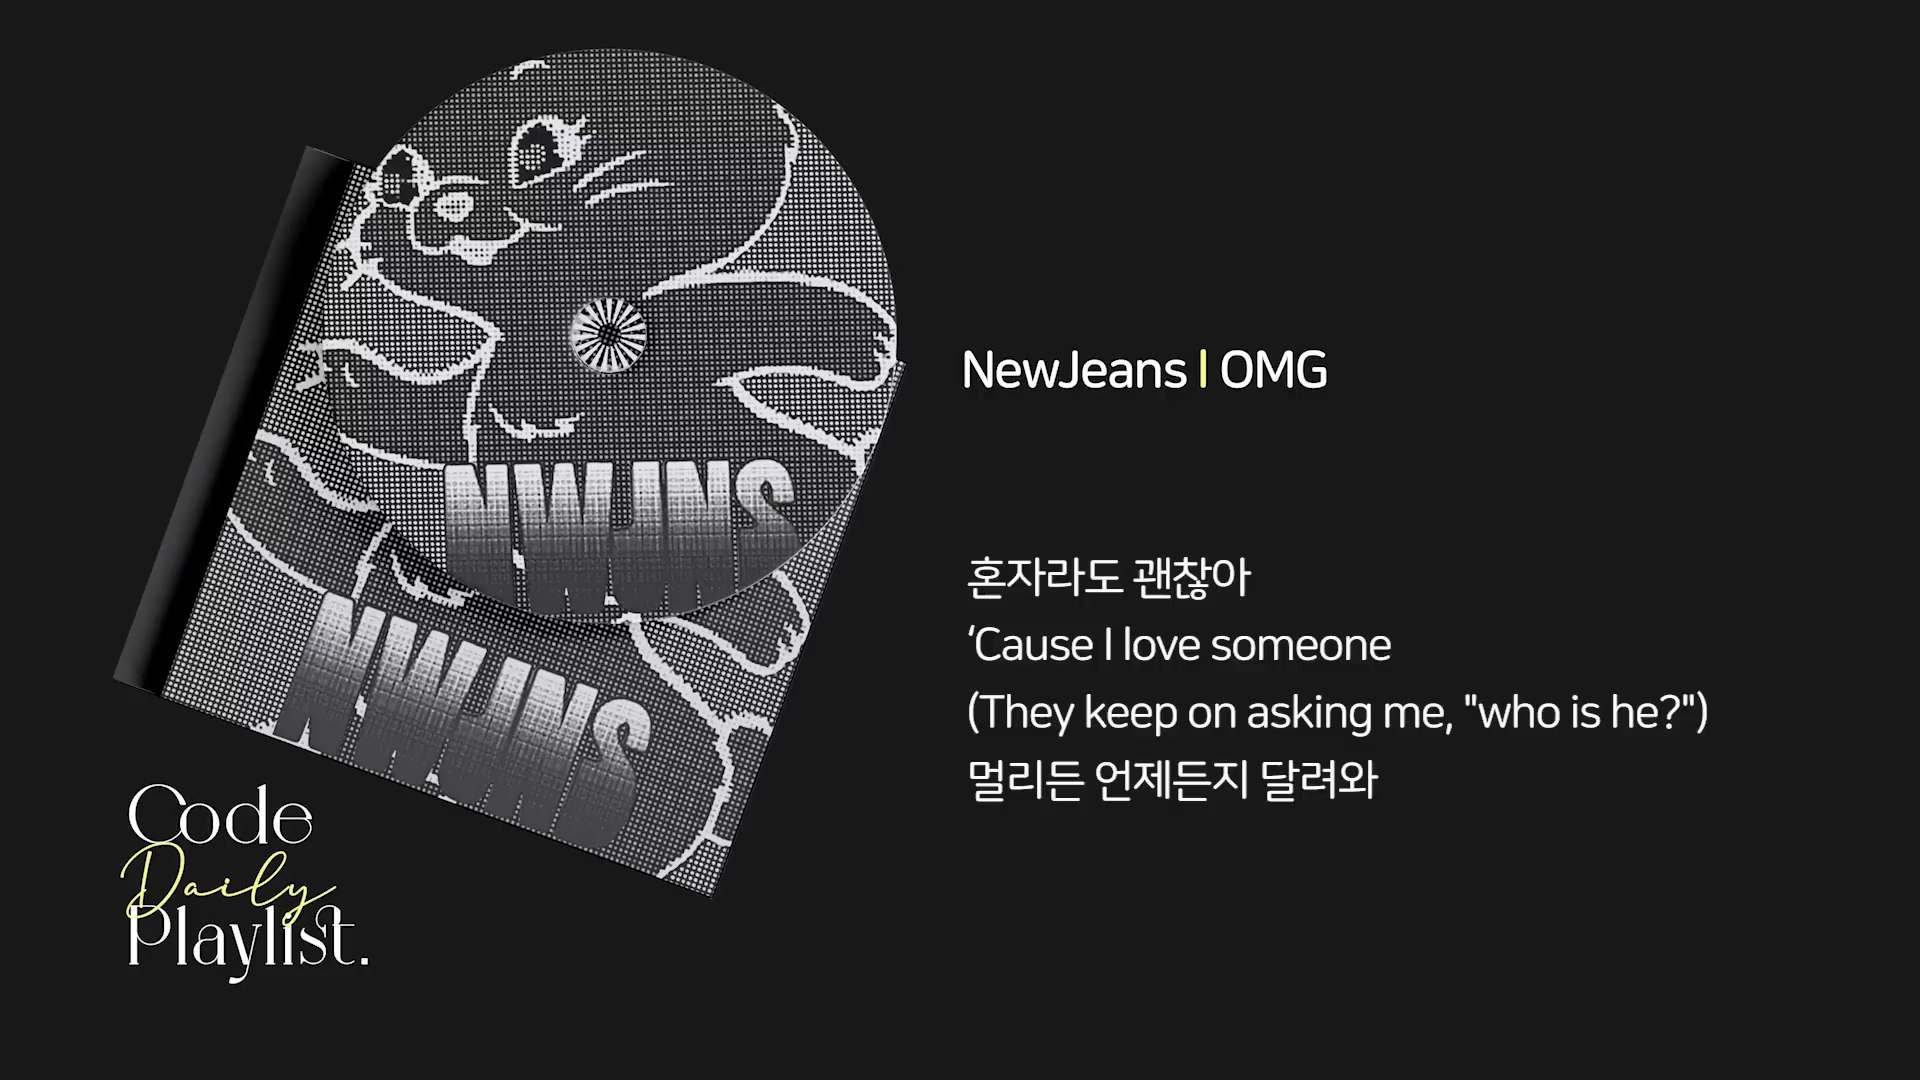 NWJNS
NWJNS
NewJeans | OMG
혼자라도 괜찮아
‘Cause I love someone
(They keep on asking me, "who is he?")
멀리든 언제든지 달려와
Code
Daily
Playlist.